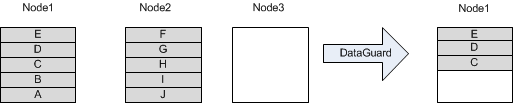 Node1 Node2 Node3 Node1
E F E
D G DataGuard D
C H C
B I
A J